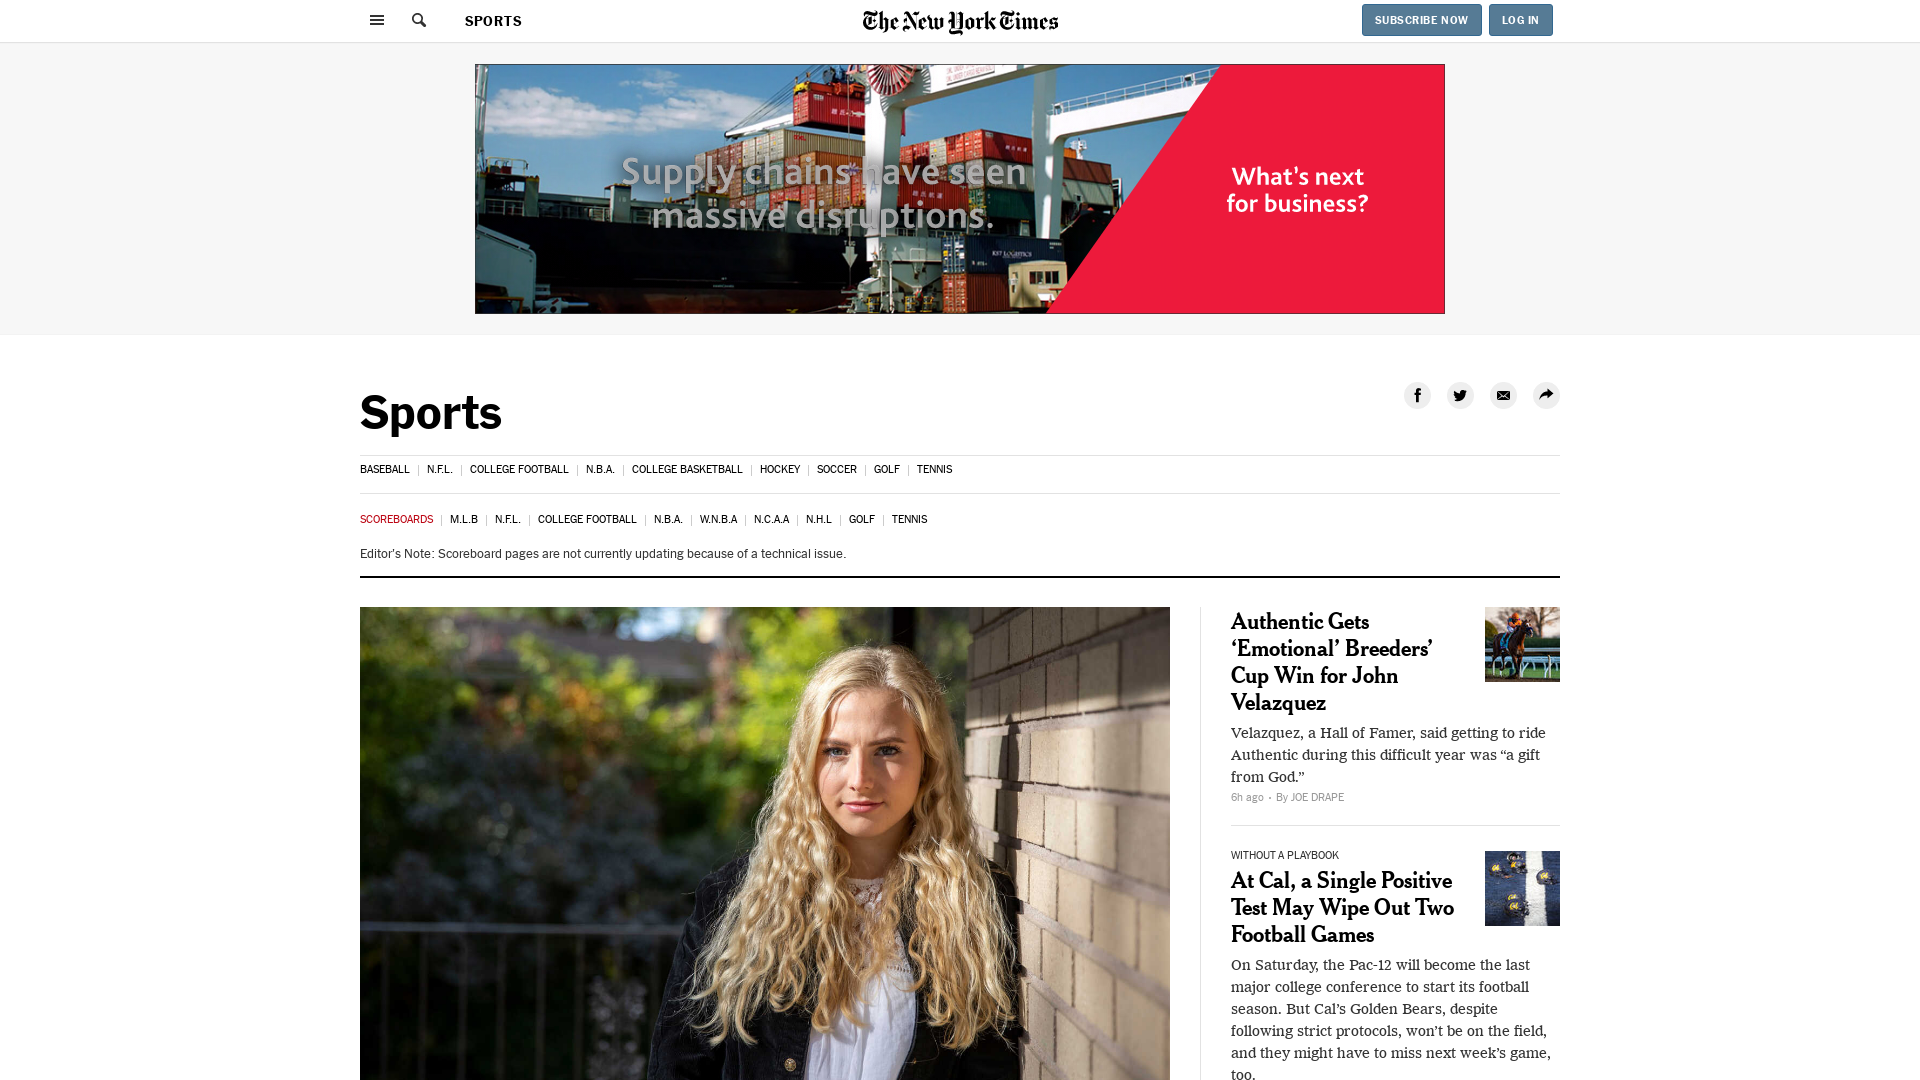 SPORTS
The New York Times
SUBSCRIBE NOW
LOG IN
Supply chains have seen
massive disruptions.
What's next
for business?
Sports
BASEBALL
N.F.L.
COLLEGE FOOTBALL
N.B.A.
COLLEGE BASKETBALL
HOCKEY
SOCCER
GOLF
TENNIS
SCOREBOARDS
M.L.B
N.F.L.
COLLEGE FOOTBALL
N.B.A.
W.N.B.A
N.C.A.A
N.H.L
GOLF
TENNIS
Editor's Note: Scoreboard pages are not currently updating because of a technical issue.
Authentic Gets
‘Emotional’ Breeders’
Cup Win for John
Velazquez
Velazquez, a Hall of Famer, said getting to ride
Authentic during this difficult year was “a gift
from God.”
6h ago · By JOE DRAPE
WITHOUT A PLAYBOOK
At Cal, a Single Positive
Test May Wipe Out Two
Football Games
On Saturday, the Pac-12 will become the last
major college conference to start its football
season. But Cal’s Golden Bears, despite
following strict protocols, won’t be on the field,
and they might have to miss next week’s game,
too.